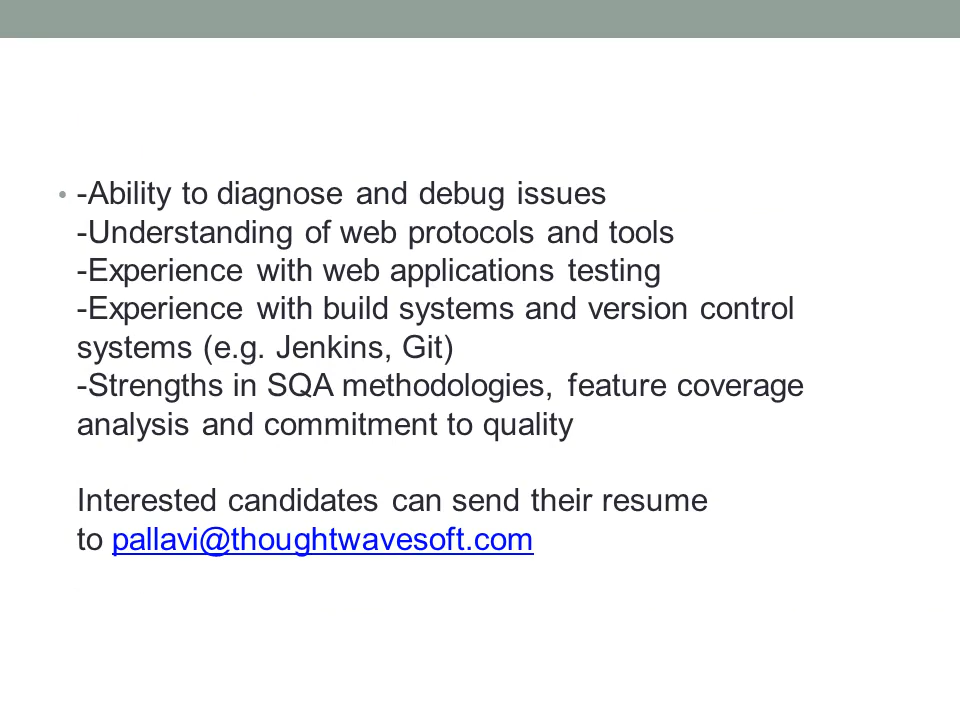 • -Ability to diagnose and debug issues
-Understanding of web protocols and tools
-Experience with web applications testing
-Experience with build systems and version control
systems (e.g. Jenkins, Git)
-Strengths in SQA methodologies, feature coverage
analysis and commitment to quality
Interested candidates can send their resume
to pallavi@thoughtwavesoft.com